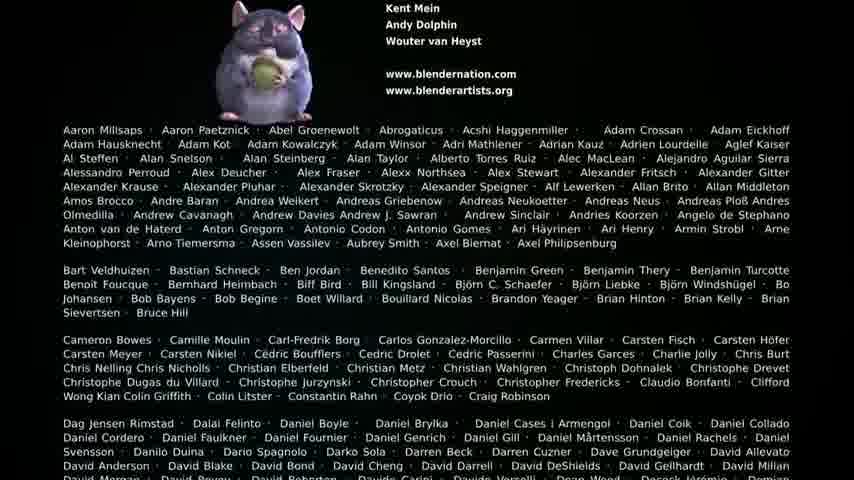 Kent Mein
Andy Dolphin
Wouter van Heyst
www.blendernation.com
www.blenderartists.org
Aaron Millsaps · Aaron Paetznick · Abel Groenewolt · Abrogaticus · Acshi Haggenmiller · Adam Crossan · Adam Eickhoff
Adam Hausknecht · Adam Kot · Adam Kowalczyk · Adam Winsor · Adri Mathlener · Adrian Kauz · Adrien Lourdelle · Aglef Kaiser
Al Steffen · Alan Snelson · Alan Steinberg · Alan Taylor · Alberto Torres Ruiz · Alec MacLean · Alejandro Aguilar Sierra
Alessandro Perroud · Alex Deucher · Alex Fraser · Alexx Northsea · Alex Stewart · Alexander Fritsch · Alexander Gitter
Alexander Krause · Alexander Pluhar · Alexander Skrotzky · Alexander Speigner · Alf Lewerken · Allan Brito · Allan Middleton
Amos Brocco · Andre Baran · Andrea Weikert · Andreas Griebenow · Andreas Neukoetter · Andreas Neus · Andreas Ploß Andres
Olmedilla · Andrew Cavanagh · Andrew Davies Andrew J. Sawran · Andrew Sinclair · Andries Koorzen · Angelo de Stephano
Anton van de Haterd · Anton Gregorn · Antonio Codon · Antonio Gomes · Ari Häyrinen · Ari Henry · Armin Strobl · Arne
Kleinophorst · Arno Tiemersma · Assen Vassilev · Aubrey Smith · Axel Biernat · Axel Philipsenburg
Bart Veldhuizen · Bastian Schneck · Ben Jordan · Benedito Santos · Benjamin Green · Benjamin Thery · Benjamin Turcotte
Benoit Foucque · Bernhard Heimbach · Biff Bird · Bill Kingsland · Björn C. Schaefer · Björn Liebke · Björn Windshügel · Bo
Johansen · Bob Bayens · Bob Begine · Boet Willard · Bouillard Nicolas · Brandon Yeager · Brian Hinton · Brian Kelly · Brian
Sievertsen · Bruce Hill
Cameron Bowes · Camille Moulin · Carl-Fredrik Borg · Carlos Gonzalez-Morcillo · Carmen Villar · Carsten Fisch · Carsten Höfer
Carsten Meyer · Carsten Nikiel · Cédric Boufflers · Cedric Drolet · Cedric Passerini · Charles Garces · Charlie Jolly · Chris Burt
Chris Nelling Chris Nicholls · Christian Elberfeld · Christian Metz · Christian Wahlgren · Christoph Dohnalek · Christophe Drevet
Christophe Dugas du Villard · Christophe Jurzynski · Christopher Crouch · Christopher Fredericks · Claudio Bonfanti · Clifford
Wong Kian Colin Griffith · Colin Litster · Constantin Rahn · Coyok Drio · Craig Robinson
Dag Jensen Rimstad · Dalai Felinto · Daniel Boyle · Daniel Brylka · Daniel Cases i Armengol · Daniel Coik · Daniel Collado
Daniel Cordero · Daniel Faulkner · Daniel Fournier · Daniel Genrich · Daniel Gill · Daniel Mårtensson · Daniel Rachels · Daniel
Svensson · Danilo Duina · Dario Spagnolo · Darko Sola · Darren Beck · Darren Cuzner · Dave Grundgeiger · David Allevato
David Anderson · David Blake · David Bond · David Cheng · David Darrell · David DeShields · David Gellhardt · David Millan